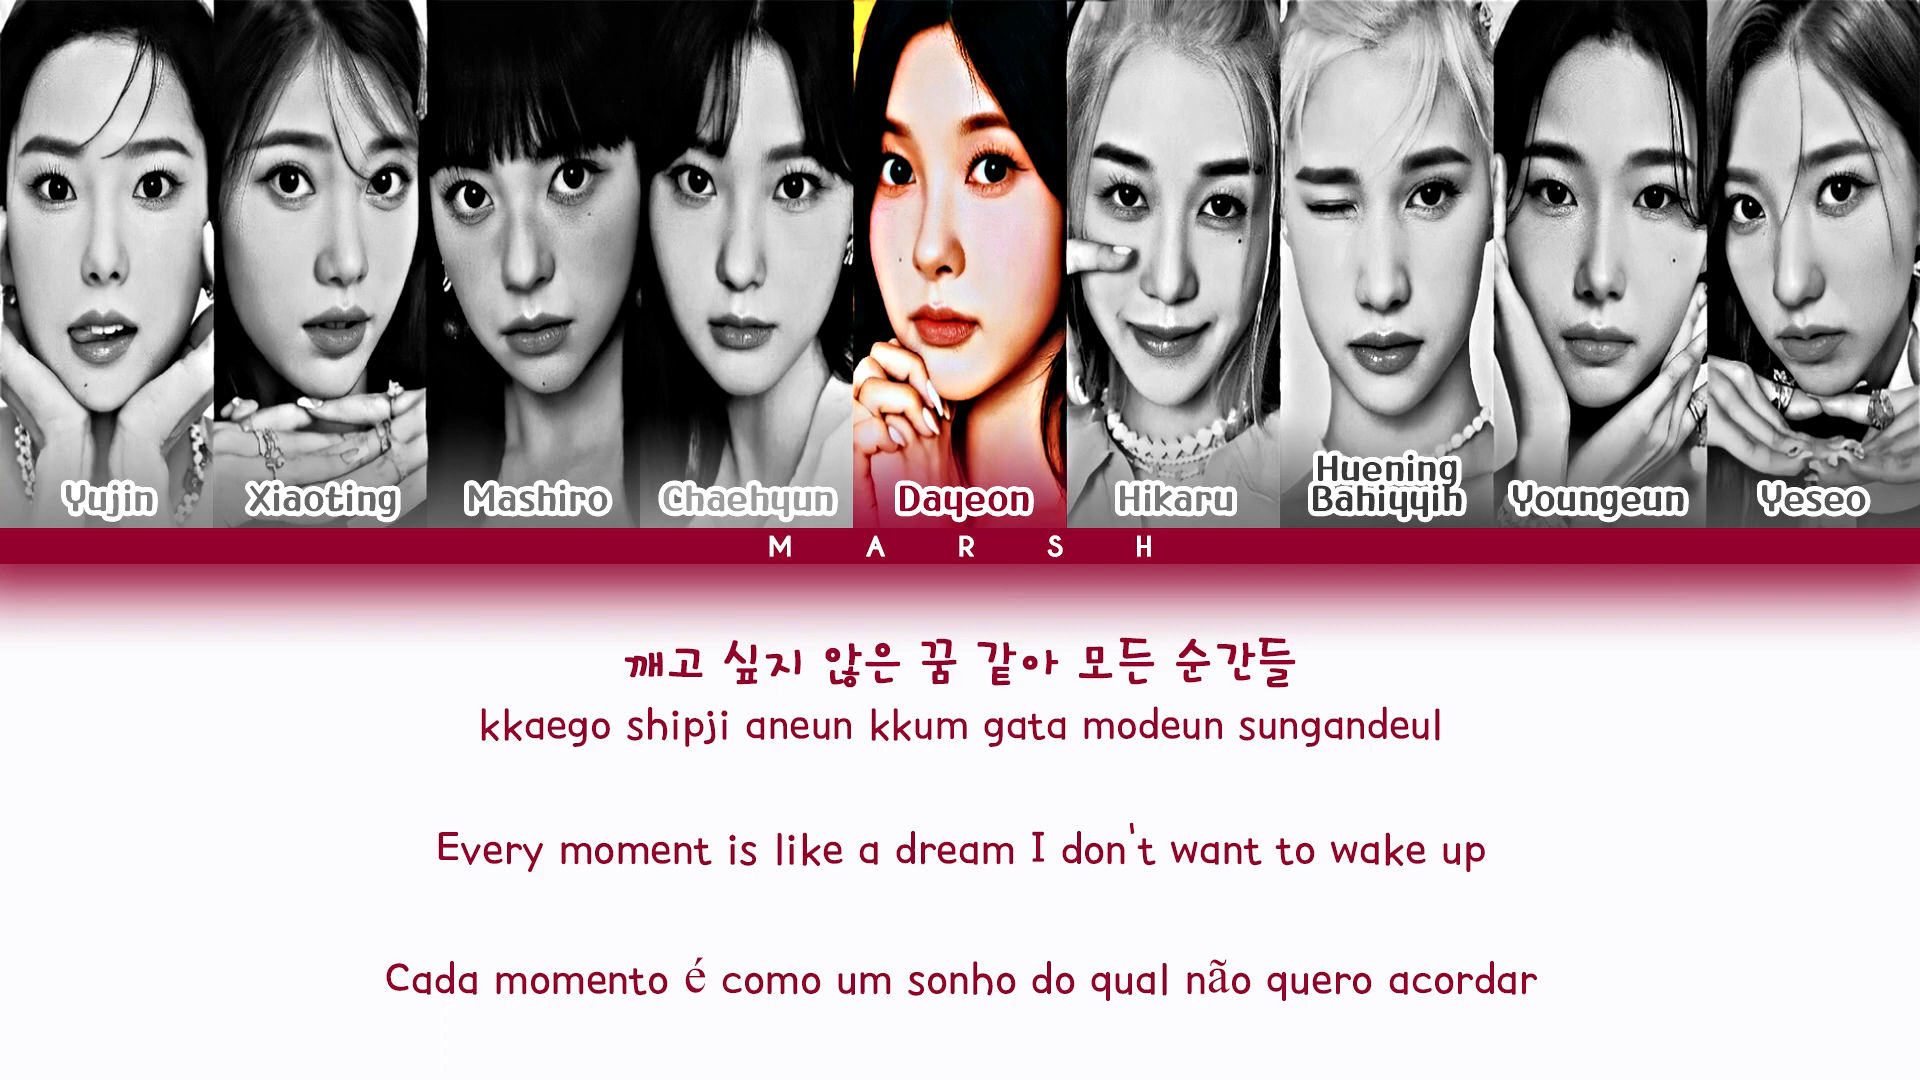 Yujin
Xiaoting
Mashiro
Chaehyun
Dayeon
Hikaru
Huening
Bahiyyih
Youngeun
Yeseo
MARSH
깨고 싶지 않은 꿈 같아 모든 순간들
kkaego shipji aneun kkum gata modeun sungandeul
Every moment is like a dream I don't want to wake up
Cada momento é como um sonho do qual não quero acordar